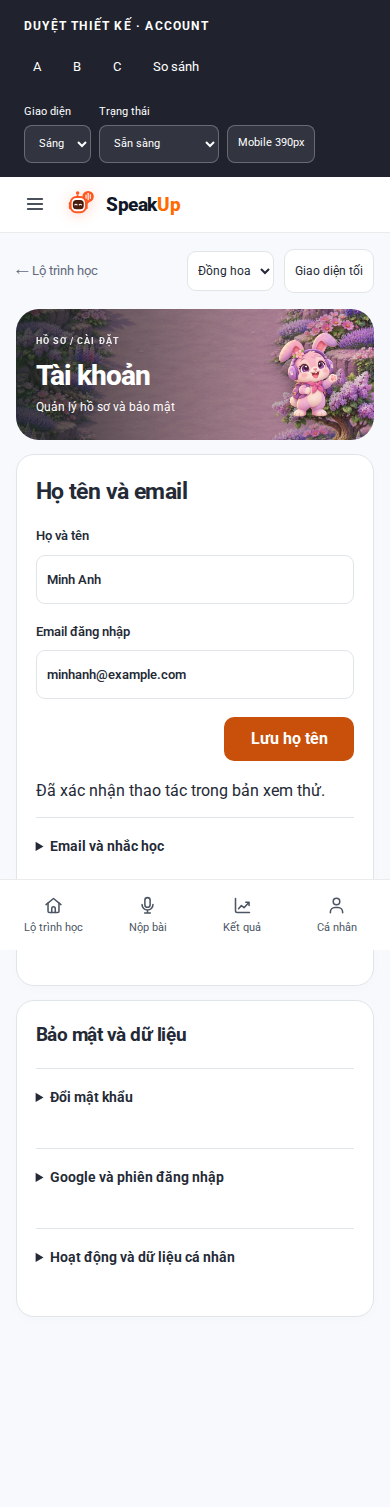 DUYỆT THIẾT KẾ · ACCOUNT
A B C So sánh
Giao diện Trạng thái
Sáng Sẵn sàng Mobile 390px
SpeakUp
← Lộ trình học Đồng hoa Giao diện tối
HỒ SƠ / CÀI ĐẶT
Tài khoản
Quản lý hồ sơ và bảo mật
Họ tên và email
Họ và tên
Minh Anh
Email đăng nhập
minhanh@example.com
Lưu họ tên
Đã xác nhận thao tác trong bản xem thử.
Email và nhắc học
Lộ trình học Nộp bài Kết quả Cá nhân
Bảo mật và dữ liệu
Đổi mật khẩu
Google và phiên đăng nhập
Hoạt động và dữ liệu cá nhân